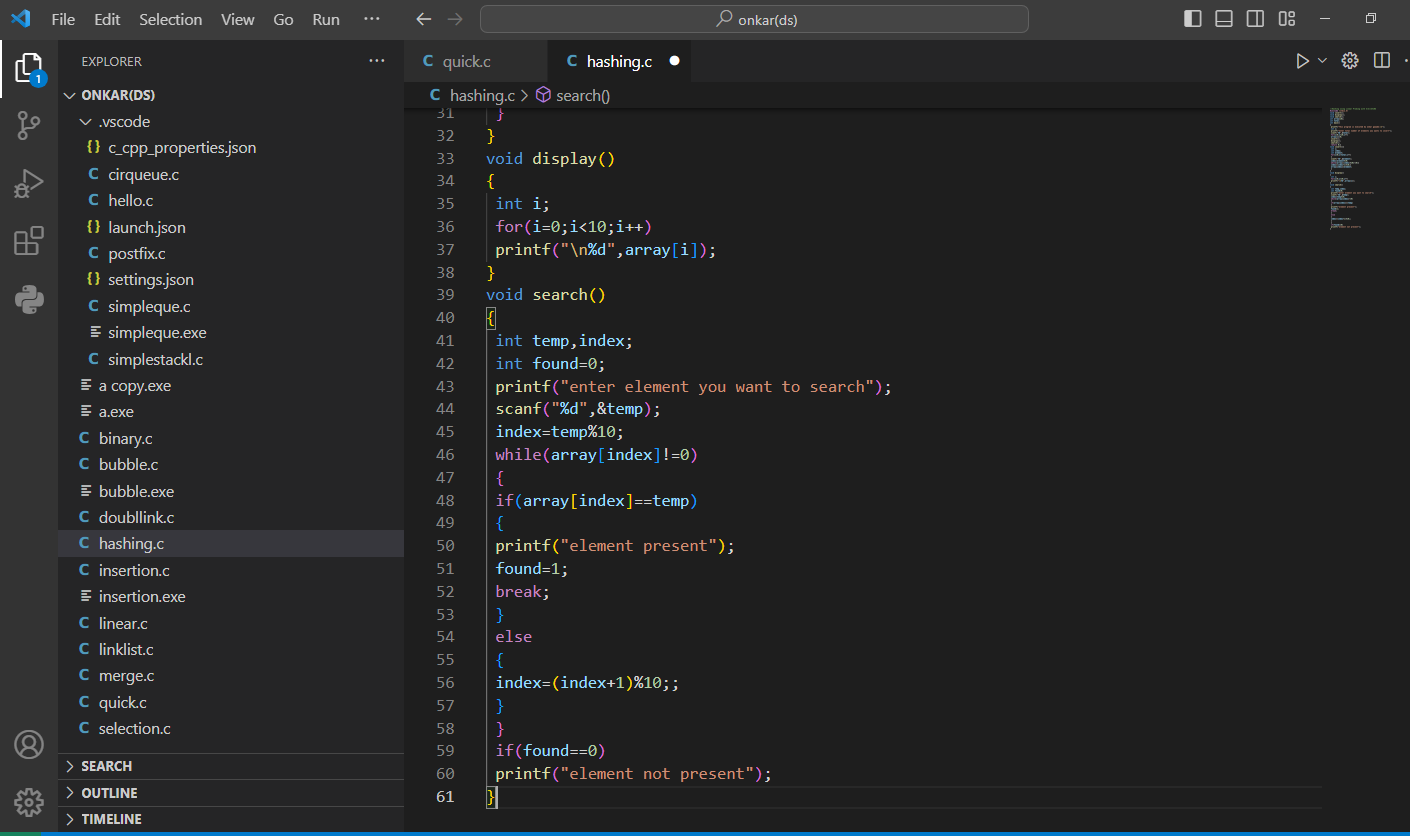 File Edit Selection View Go Run ··· onkar(ds)
EXPLORER ···
1
ONKAR(DS)
.vscode
{} c_cpp_properties.json
C cirqueue.c
C hello.c
{} launch.json
C postfix.c
{} settings.json
C simpleque.c
simpleque.exe
C simplestackl.c
a copy.exe
a.exe
C binary.c
C bubble.c
bubble.exe
C doubllink.c
C hashing.c
C insertion.c
insertion.exe
C linear.c
C linklist.c
C merge.c
C quick.c
C selection.c
SEARCH
OUTLINE
TIMELINE
C quick.c C hashing.c
C hashing.c > search()
31 }
32 }
33 void display()
34 {
35 int i;
36 for(i=0;i<10;i++)
37 printf("\n%d",array[i]);
38 }
39 void search()
40 {
41 int temp,index;
42 int found=0;
43 printf("enter element you want to search");
44 scanf("%d",&temp);
45 index=temp%10;
46 while(array[index]!=0)
47 {
48 if(array[index]==temp)
49 {
50 printf("element present");
51 found=1;
52 break;
53 }
54 else
55 {
56 index=(index+1)%10;;
57 }
58 }
59 if(found==0)
60 printf("element not present");
61 }